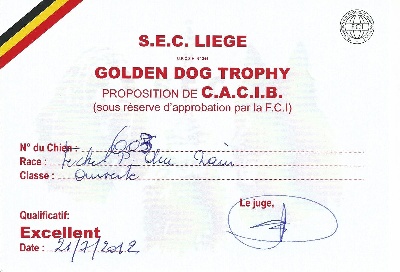 S.E.C. LIEGE
GOLDEN DOG TROPHY
PROPOSITION DE C.A.C.I.B.
(sous réserve d'approbation par la F.C.I)
N° du Chien :
Race : Teckel P.
Classe : Ouverte
Le juge,
Qualificatif:
Excellent
Date : 21/7/2012